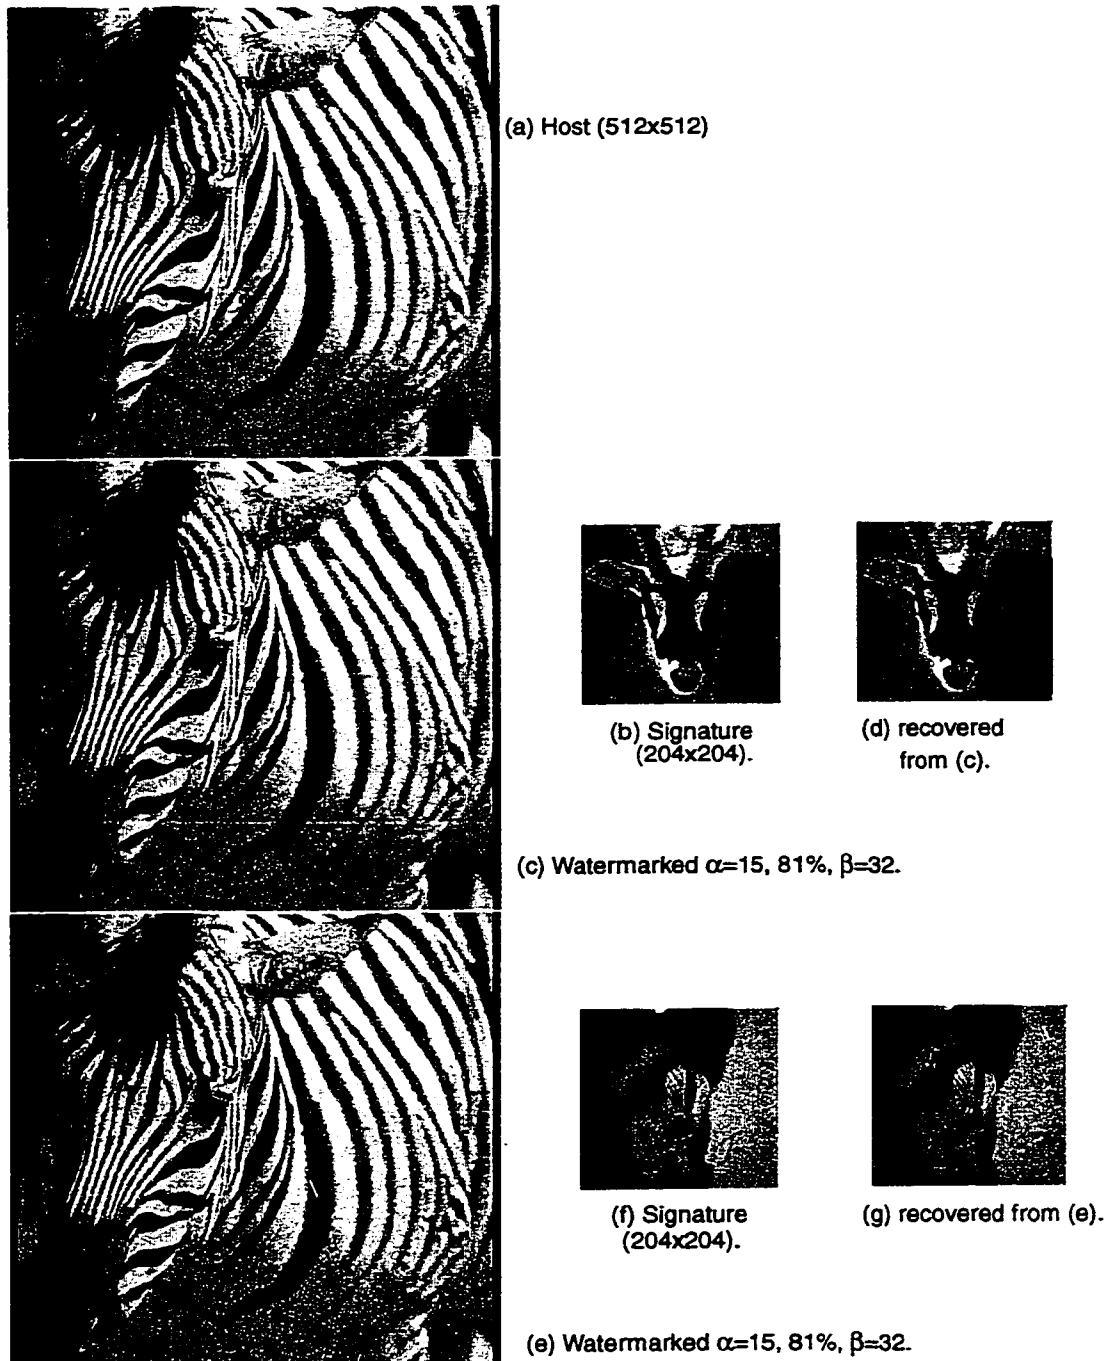 (a) Host (512x512)
(b) Signature
(204x204).
(d) recovered
from (c).
(c) Watermarked α=15, 81%, β=32.
(f) Signature
(204x204).
(g) recovered from (e).
(e) Watermarked α=15, 81%, β=32.